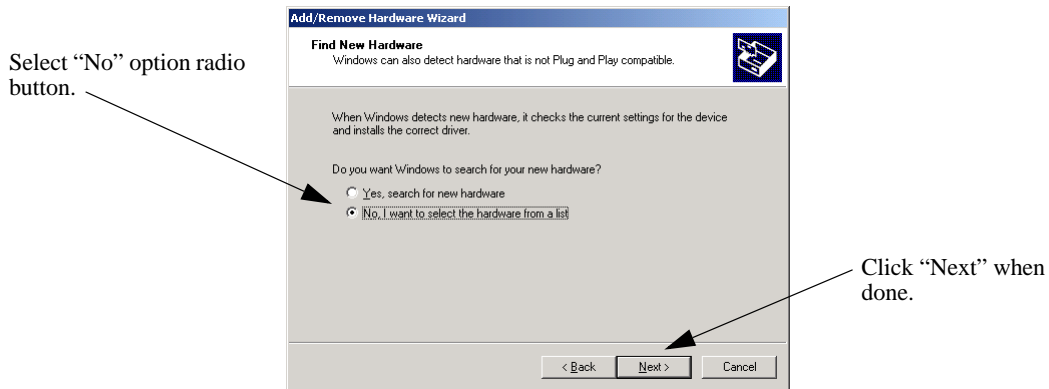 Add/Remove Hardware Wizard
Find New Hardware
Windows can also detect hardware that is not Plug and Play compatible.
Select “No” option radio
button.
When Windows detects new hardware, it checks the current settings for the device
and installs the correct driver.
Do you want Windows to search for your new hardware?
Yes, search for new hardware
No, I want to select the hardware from a list
Click “Next” when
done.
< Back
Next >
Cancel